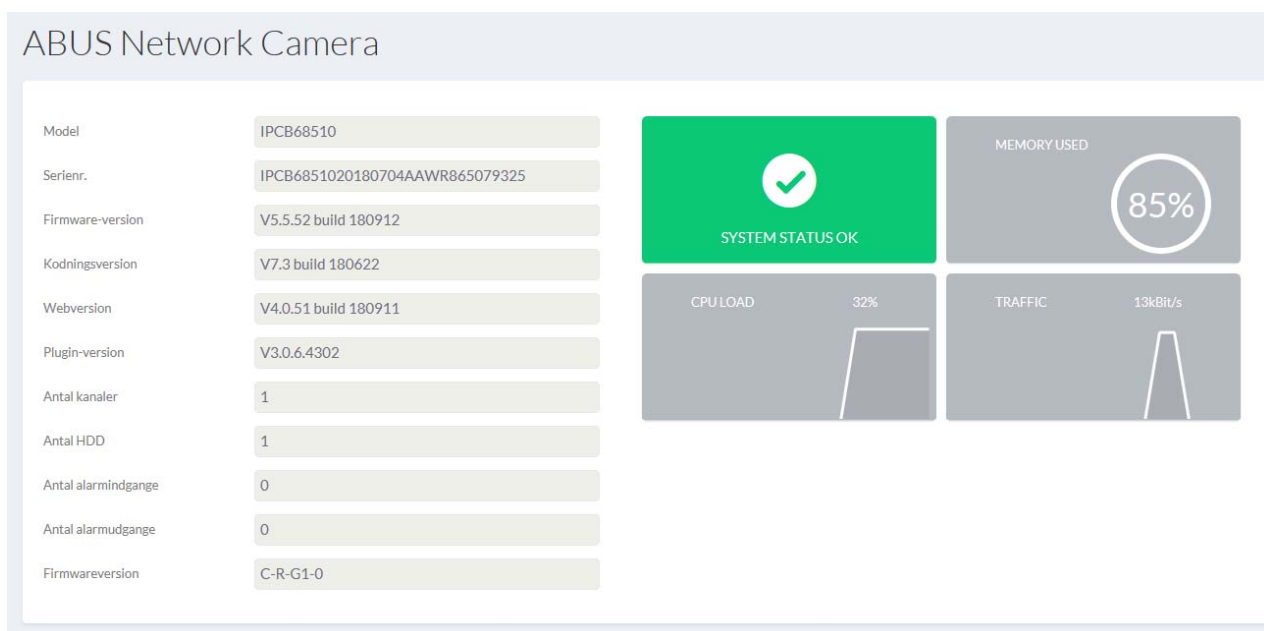 ABUS Network Camera
Model IPCB68510
Serienr. IPCB6851020180704AAWR865079325
Firmware-version V5.5.52 build 180912
Kodningsversion V7.3 build 180622
Webversion V4.0.51 build 180911
Plugin-version V3.0.6.4302
Antal kanaler 1
Antal HDD 1
Antal alarmindgange 0
Antal alarmudgange 0
Firmwareversion C-R-G1-0
SYSTEM STATUS OK
MEMORY USED
85%
CPU LOAD 32%
TRAFFIC 13kBit/s